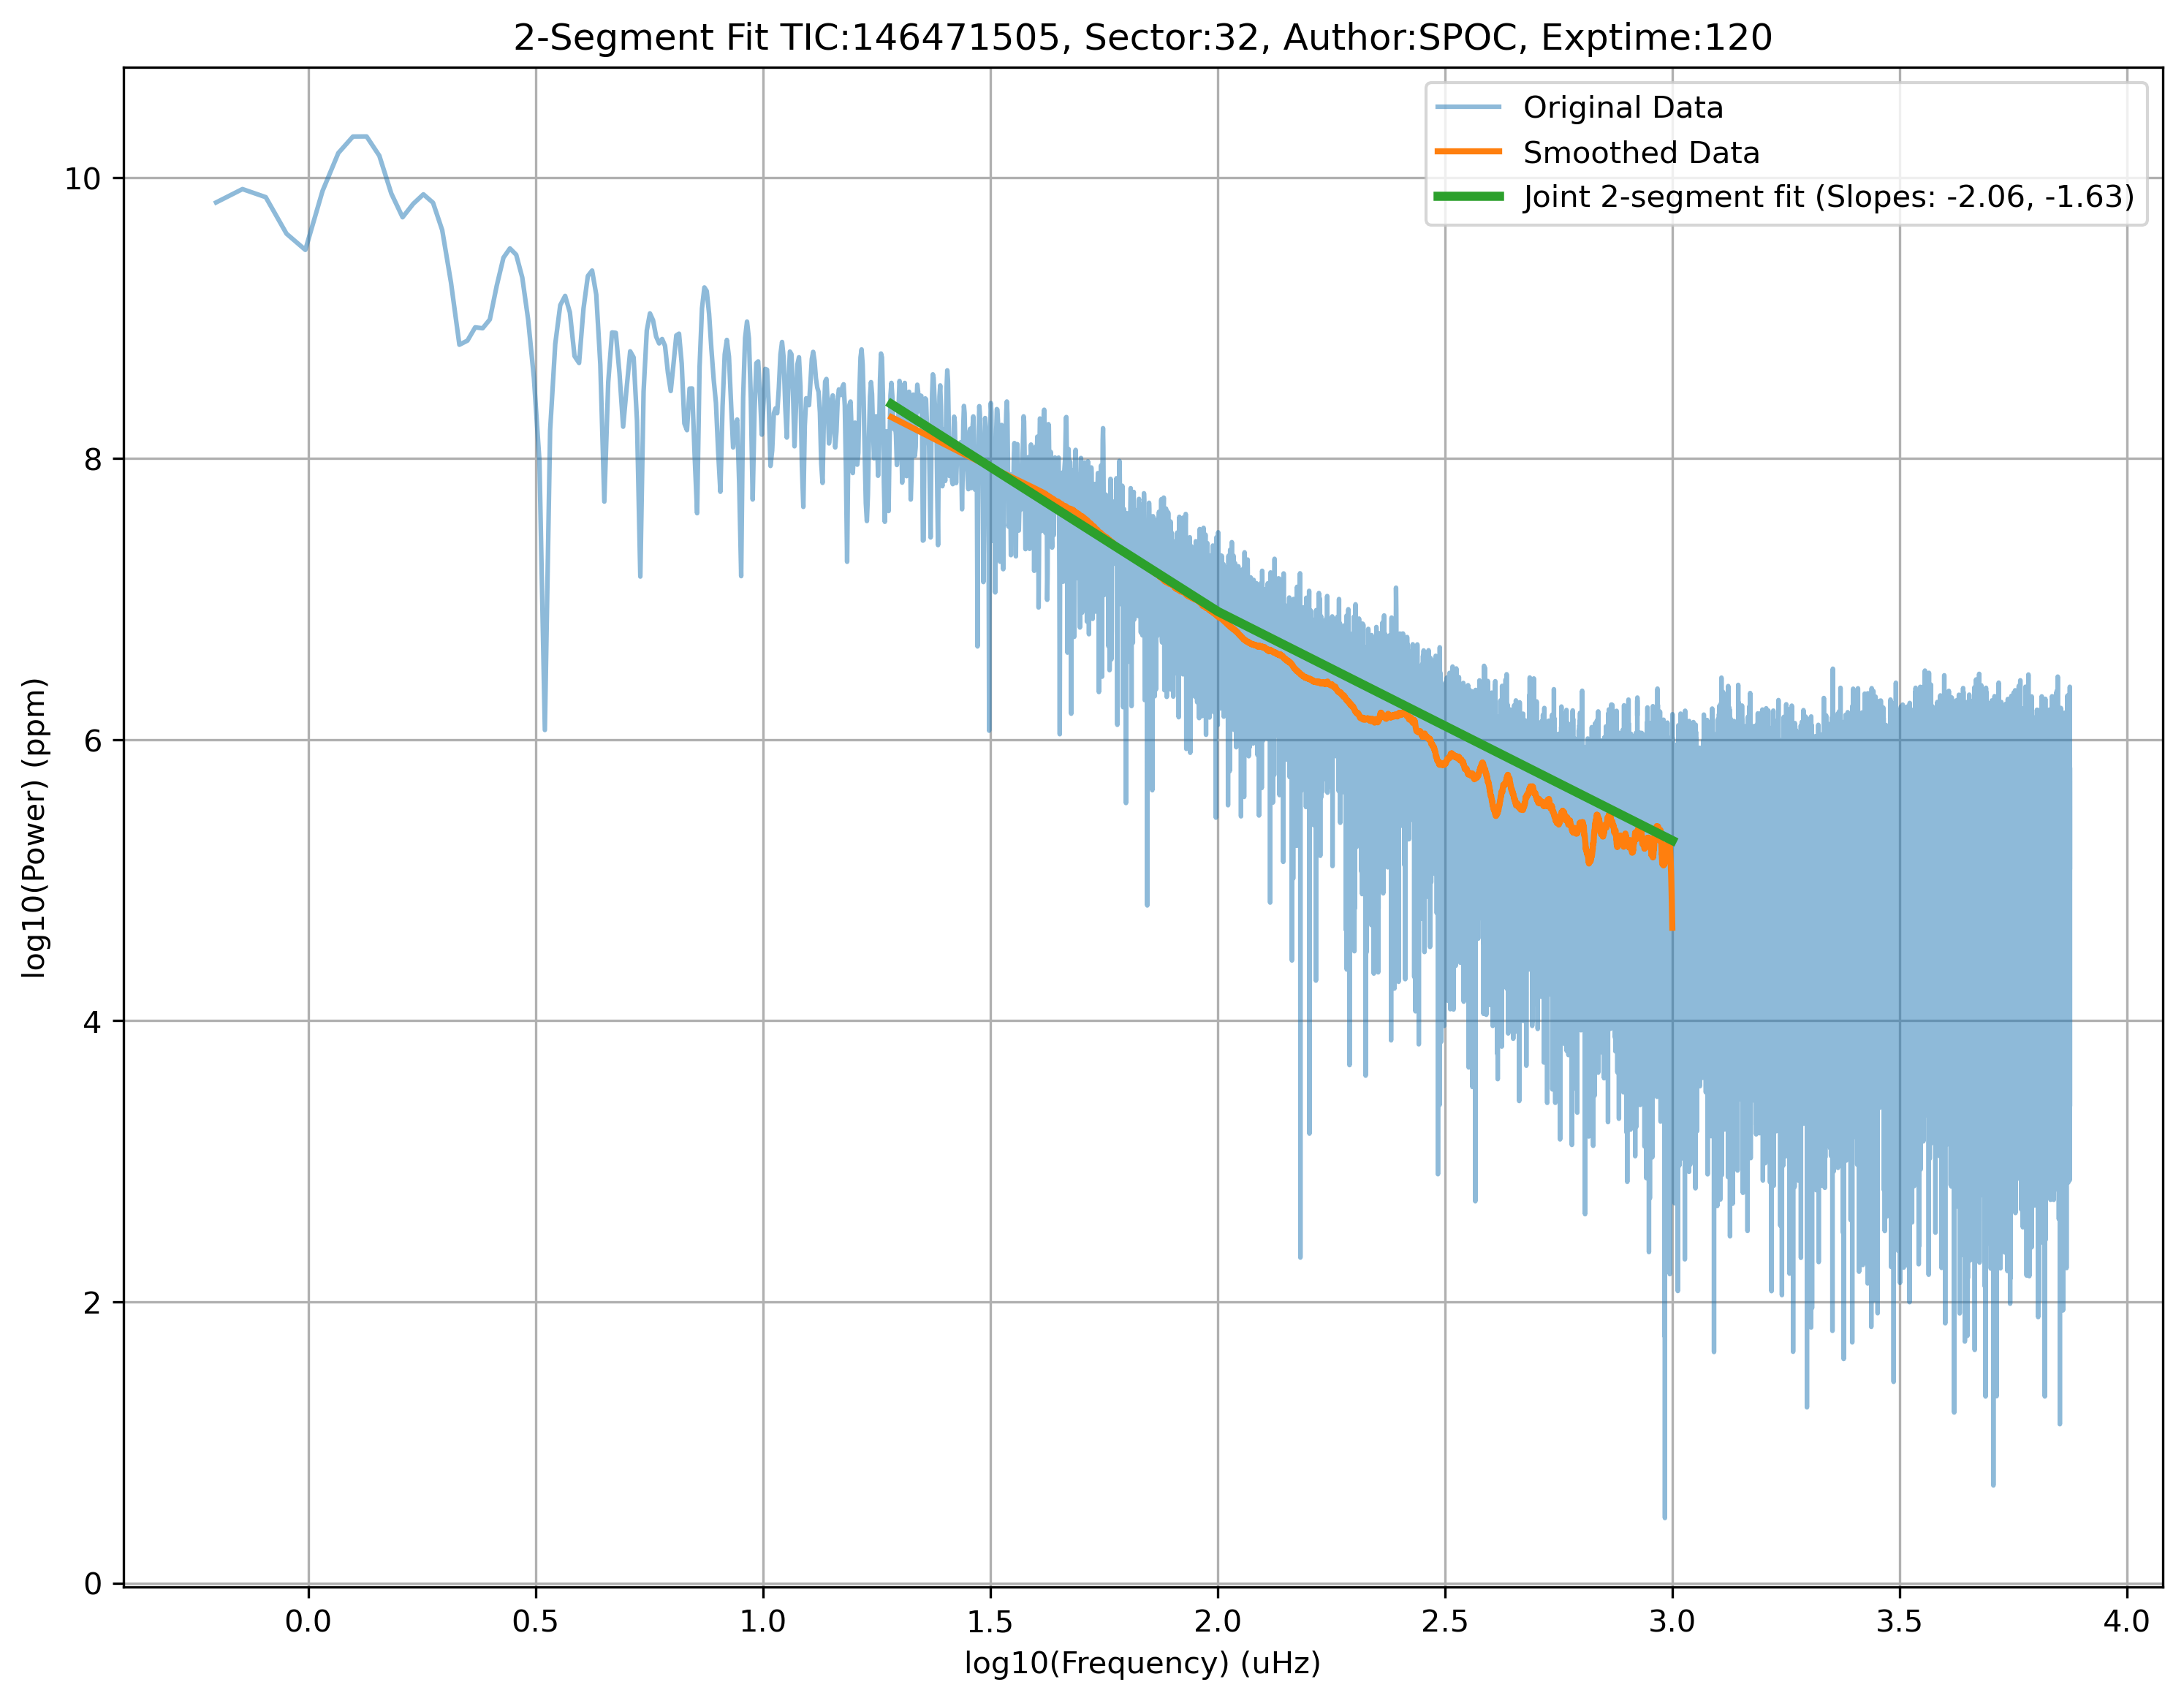 2-Segment Fit TIC:146471505, Sector:32, Author:SPOC, Exptime:120
Original Data
Smoothed Data
Joint 2-segment fit (Slopes: -2.06, -1.63)
log10(Power) (ppm)
10
8
6
4
2
0
0.0 0.5 1.0 1.5 2.0 2.5 3.0 3.5 4.0
log10(Frequency) (uHz)